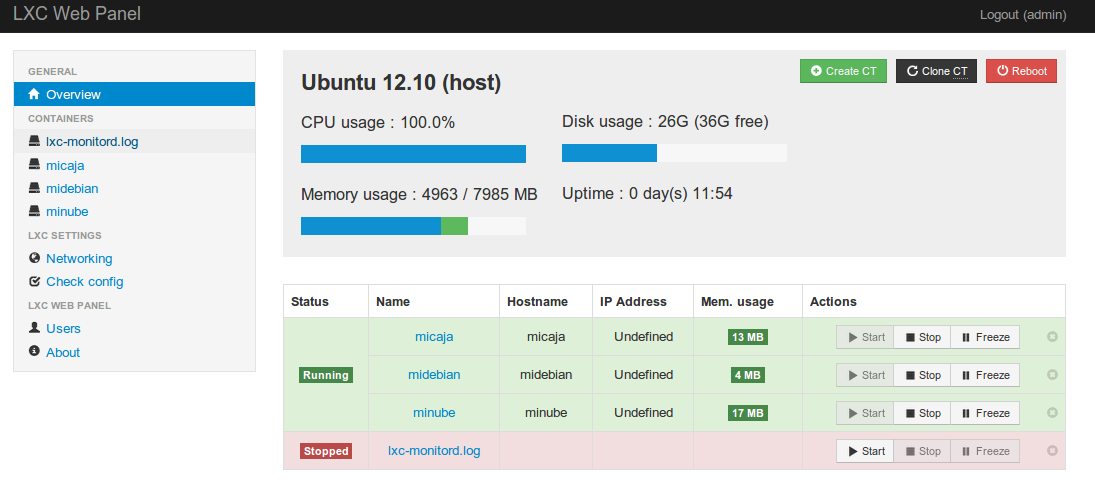 LXC Web Panel
Logout (admin)
GENERAL
Overview
CONTAINERS
lxc-monitord.log
micaja
midebian
minube
LXC SETTINGS
Networking
Check config
LXC WEB PANEL
Users
About
Ubuntu 12.10 (host)
Create CT
Clone CT
Reboot
CPU usage : 100.0%
Disk usage : 26G (36G free)
Memory usage : 4963 / 7985 MB
Uptime : 0 day(s) 11:54
Status Name Hostname IP Address Mem. usage Actions
micaja micaja Undefined 13 MB Start Stop Freeze
Running midebian midebian Undefined 4 MB Start Stop Freeze
minube minube Undefined 17 MB Start Stop Freeze
Stopped lxc-monitord.log Start Stop Freeze